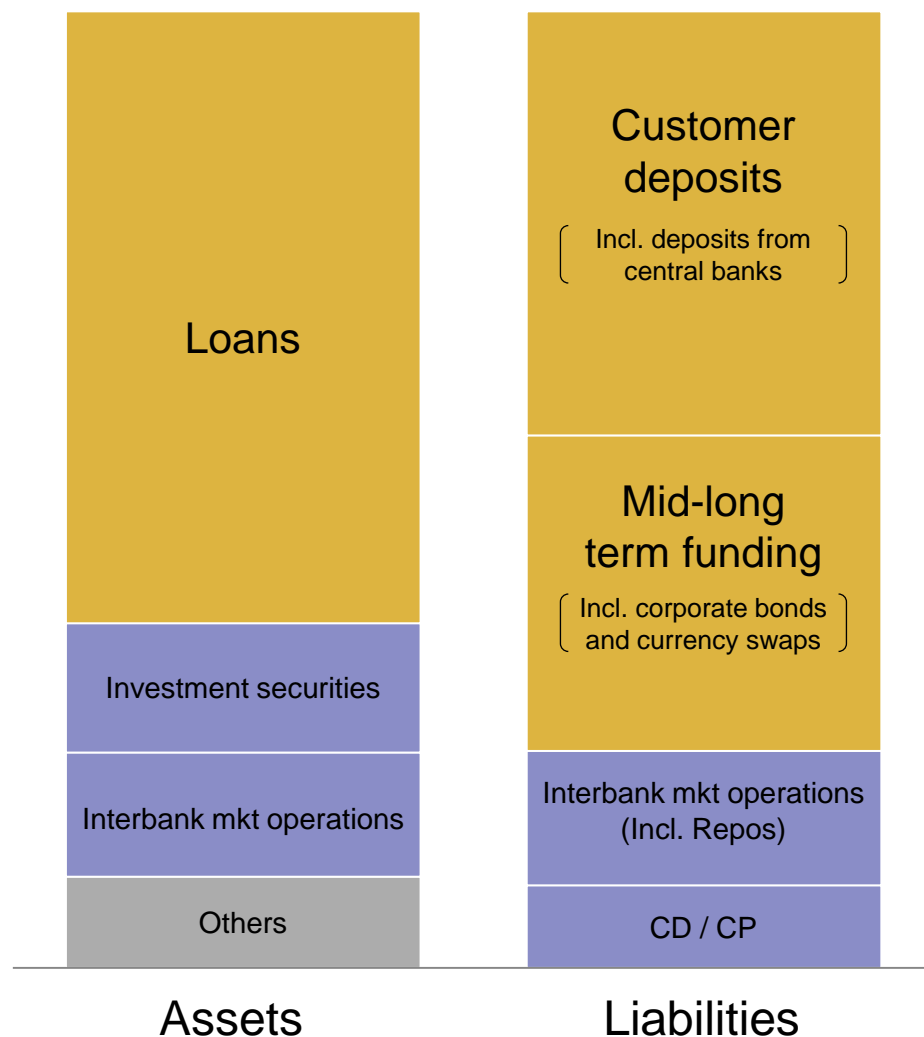 Loans
Investment securities
Interbank mkt operations
Others
Assets
Customer
deposits
Incl. deposits from
central banks
Mid-long
term funding
Incl. corporate bonds
and currency swaps
Interbank mkt operations
(Incl. Repos)
CD / CP
Liabilities